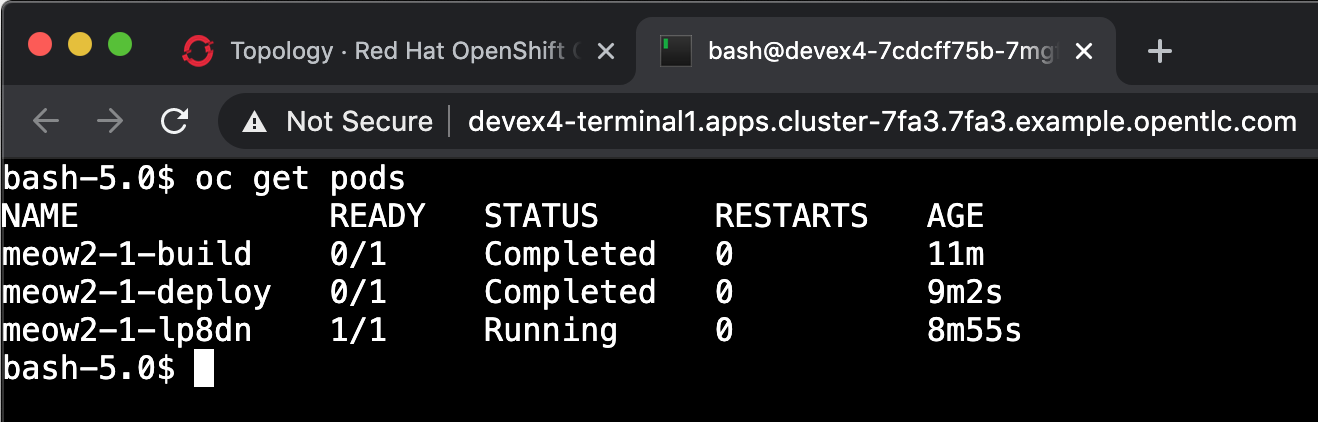 Topology · Red Hat OpenShift
bash@devex4-7cdcff75b-7mg
Not Secure devex4-terminal1.apps.cluster-7fa3.7fa3.example.opentlc.com
bash-5.0$ oc get pods
NAME READY STATUS RESTARTS AGE
meow2-1-build 0/1 Completed 0 11m
meow2-1-deploy 0/1 Completed 0 9m2s
meow2-1-lp8dn 1/1 Running 0 8m55s
bash-5.0$